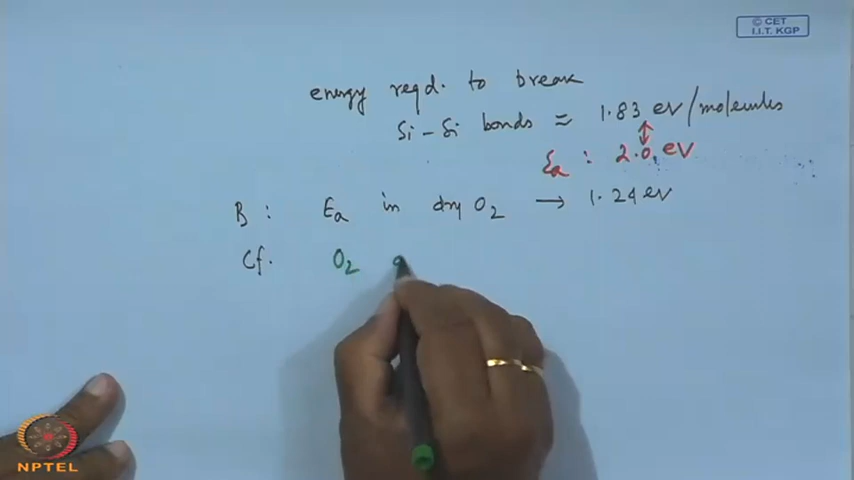 © CET
I.I.T. KGP
energy reqd. to break
Si - Si bonds ≈ 1.83 eV/molecules
Ea : 2.0 eV
B : Ea in dry O2 → 1.24 eV
Cf. O2
NPTEL